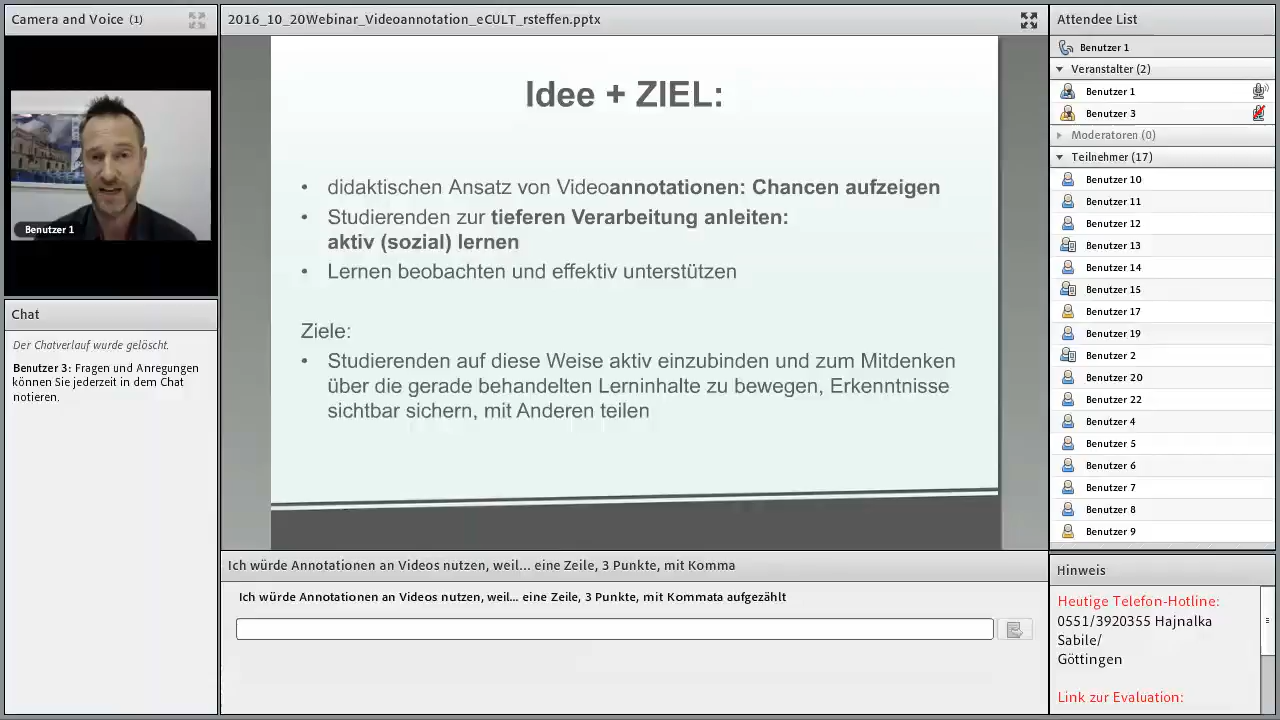 Camera and Voice (1)
Benutzer 1
Chat
Der Chatverlauf wurde gelöscht.
Benutzer 3: Fragen und Anregungen
können Sie jederzeit in dem Chat
notieren.
2016_10_20Webinar_Videoannotation_eCULT_rsteffen.pptx
Idee + ZIEL:
• didaktischen Ansatz von Videoannotationen: Chancen aufzeigen
• Studierenden zur tieferen Verarbeitung anleiten:
aktiv (sozial) lernen
• Lernen beobachten und effektiv unterstützen
Ziele:
• Studierenden auf diese Weise aktiv einzubinden und zum Mitdenken
über die gerade behandelten Lerninhalte zu bewegen, Erkenntnisse
sichtbar sichern, mit Anderen teilen
Ich würde Annotationen an Videos nutzen, weil... eine Zeile, 3 Punkte, mit Komma
Ich würde Annotationen an Videos nutzen, weil... eine Zeile, 3 Punkte, mit Kommata aufgezählt
Attendee List
Benutzer 1
Veranstalter (2)
Benutzer 1
Benutzer 3
Moderatoren (0)
Teilnehmer (17)
Benutzer 10
Benutzer 11
Benutzer 12
Benutzer 13
Benutzer 14
Benutzer 15
Benutzer 17
Benutzer 19
Benutzer 2
Benutzer 20
Benutzer 22
Benutzer 4
Benutzer 5
Benutzer 6
Benutzer 7
Benutzer 8
Benutzer 9
Hinweis
Heutige Telefon-Hotline:
0551/3920355 Hajnalka
Sabile/
Göttingen
Link zur Evaluation: